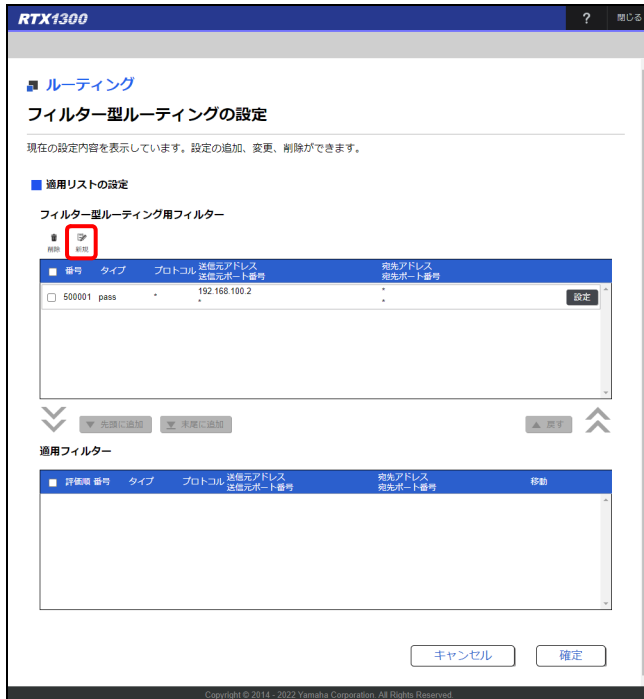 RTX1300 ? 閉じる
ルーティング
フィルター型ルーティングの設定
現在の設定内容を表示しています。設定の追加、変更、削除ができます。
適用リストの設定
フィルター型ルーティング用フィルター
削除 新規
番号 タイプ プロトコル 送信元アドレス 宛先アドレス
送信元ポート番号 宛先ポート番号
500001 pass * 192.168.100.2 * 設定
* *
▼ 先頭に追加 ▼ 末尾に追加 ▲ 戻す
適用フィルター
評価順 番号 タイプ プロトコル 送信元アドレス 宛先アドレス 移動
送信元ポート番号 宛先ポート番号
キャンセル 確定
Copyright © 2014 - 2022 Yamaha Corporation. All Rights Reserved.